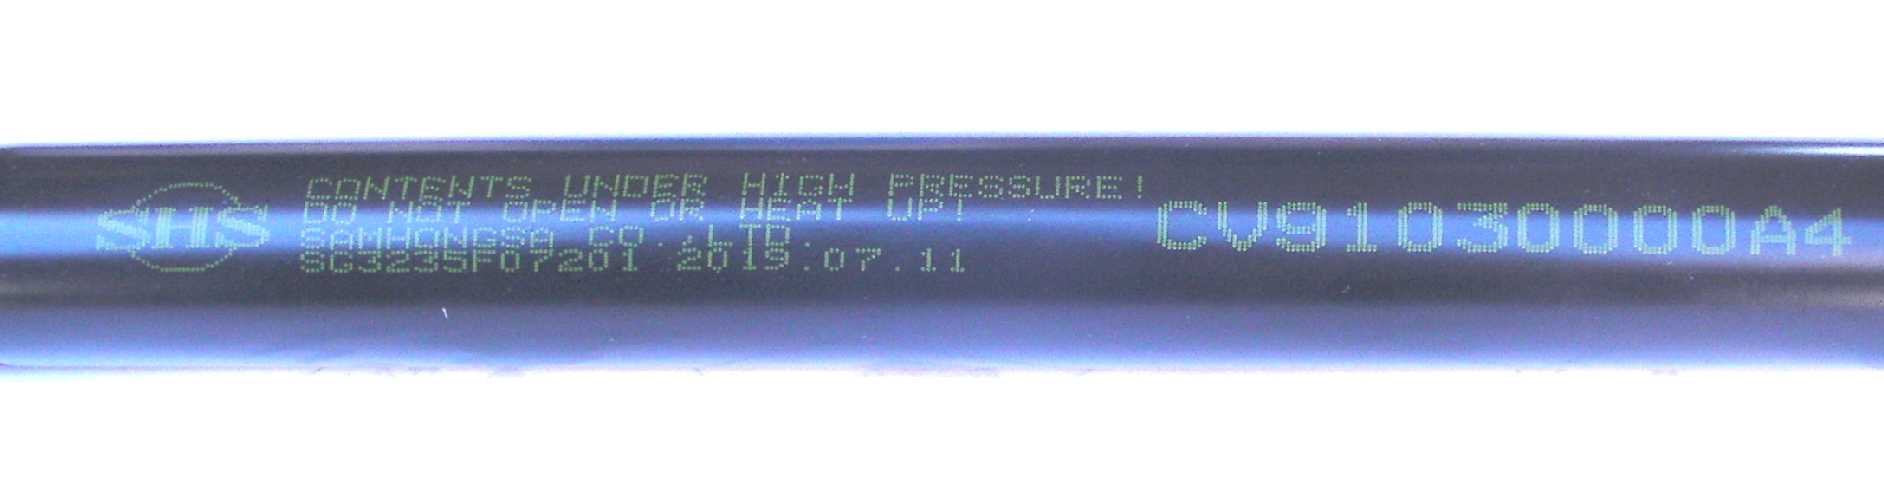 SHS
CONTENTS UNDER HIGH PRESSURE!
DO NOT OPEN OR HEAT UP!
SAMHONGSA CO.,LTD.
SG3235F07201 2019.07.11
CV91030000A4